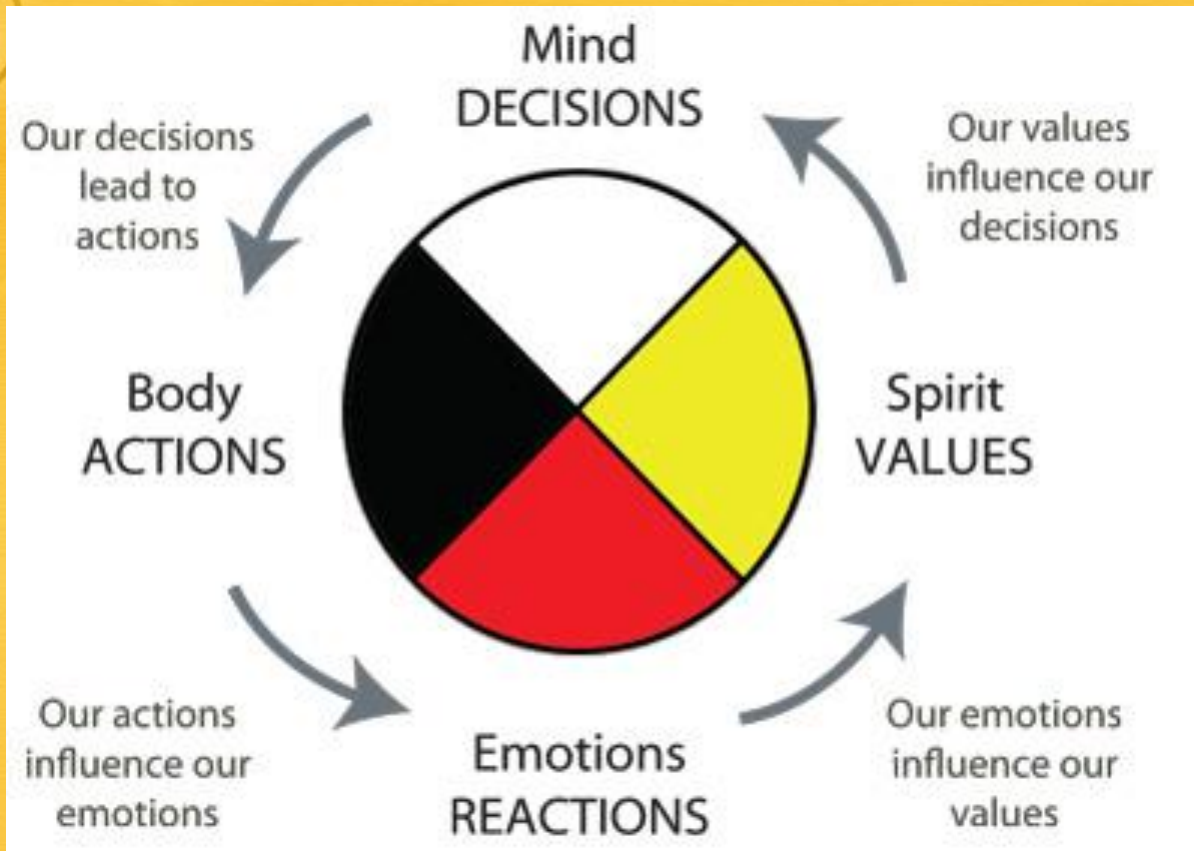 Mind
DECISIONS
Our decisions
lead to
actions
Our values
influence our
decisions
Body
ACTIONS
Spirit
VALUES
Our actions
influence our
emotions
Emotions
REACTIONS
Our emotions
influence our
values